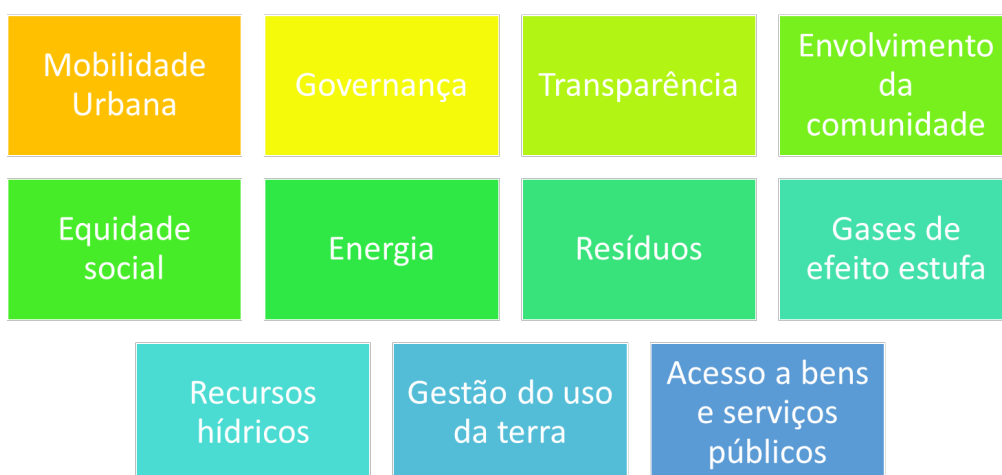 Mobilidade
Urbana
Governança
Transparência
Envolvimento
da
comunidade
Equidade
social
Energia
Resíduos
Gases de
efeito estufa
Recursos
hídricos
Gestão do uso
da terra
Acesso a bens
e serviços
públicos